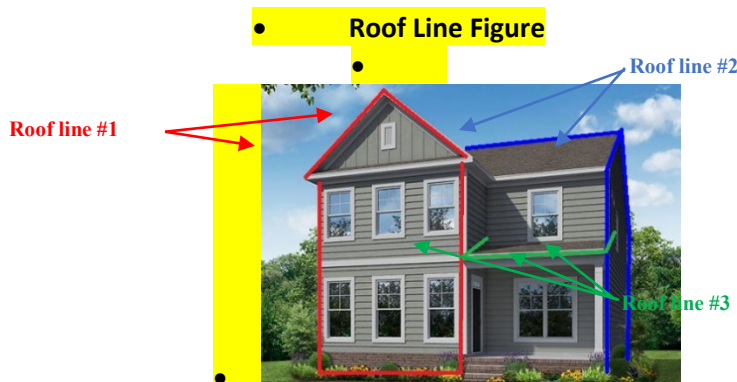 • Roof Line Figure
•
Roof line #2
Roof line #1
Roof line #3
•